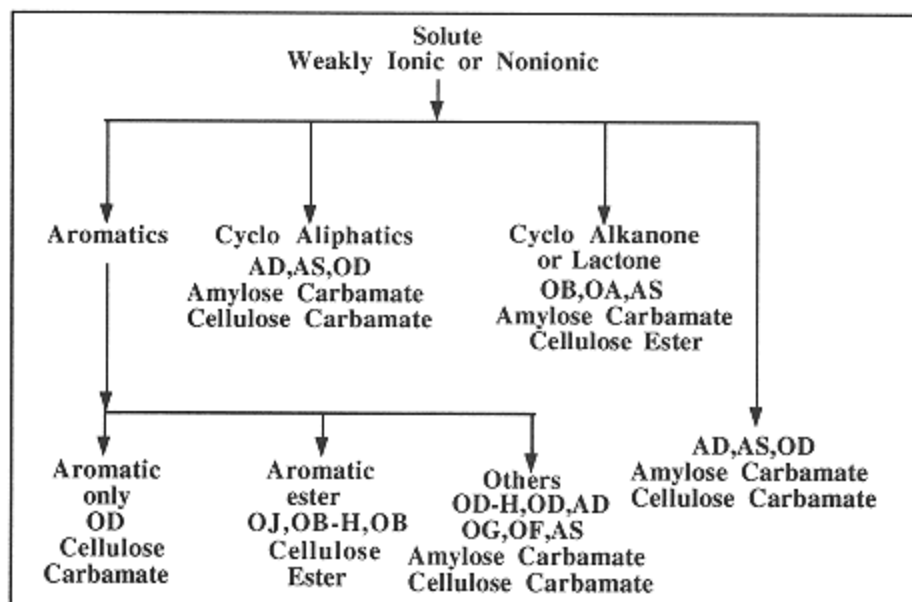 Solute
Weakly Ionic or Nonionic
Aromatics
Cyclo Aliphatics
AD,AS,OD
Amylose Carbamate
Cellulose Carbamate
Cyclo Alkanone
or Lactone
OB,OA,AS
Amylose Carbamate
Cellulose Ester
AD,AS,OD
Amylose Carbamate
Cellulose Carbamate
Aromatic
only
OD
Cellulose
Carbamate
Aromatic
ester
OJ,OB-H,OB
Cellulose
Ester
Others
OD-H,OD,AD
OG,OF,AS
Amylose Carbamate
Cellulose Carbamate